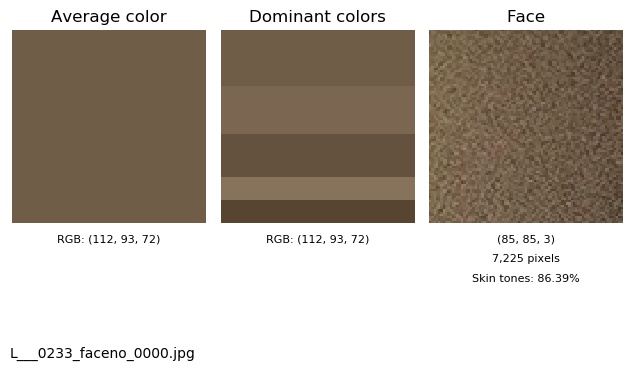 Average color
Dominant colors
Face
RGB: (112, 93, 72)
RGB: (112, 93, 72)
(85, 85, 3)
7,225 pixels
Skin tones: 86.39%
L___0233_faceno_0000.jpg